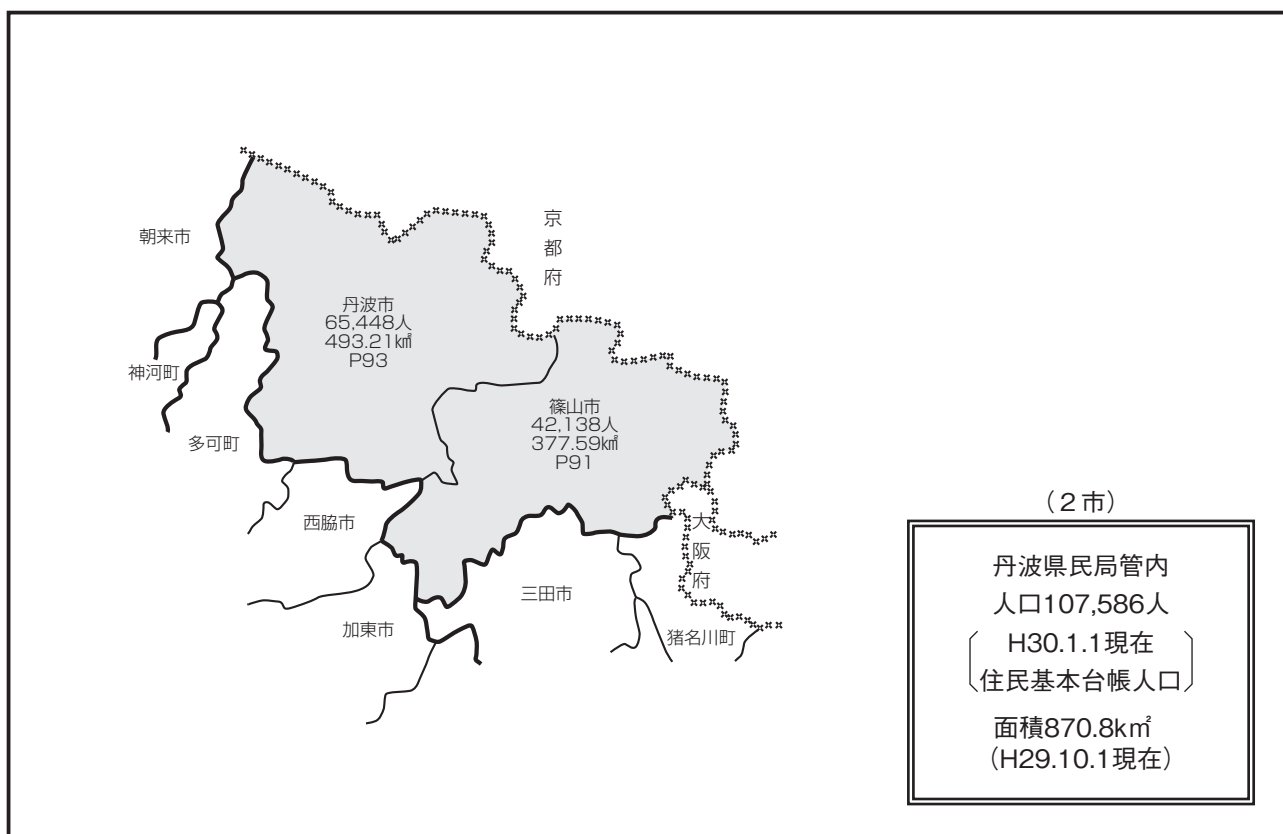 京都府
朝来市
丹波市
65,448人
493.21k㎡
P93
神河町
篠山市
42,138人
377.59k㎡
P91
多可町
西脇市
大阪府
三田市
加東市
猪名川町
（２市）
丹波県民局管内
人口107,586人
H30.1.1現在
住民基本台帳人口
面積870.8k㎡
（H29.10.1現在）